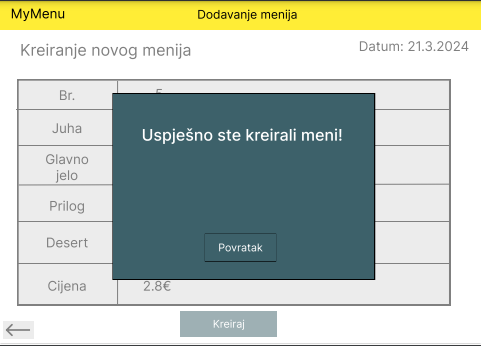 MyMenu
Dodavanje menija
Kreiranje novog menija
Datum: 21.3.2024
Br.
Juha
Glavno
jelo
Prilog
Desert
Cijena
2.8€
Uspješno ste kreirali meni!
Povratak
Kreiraj